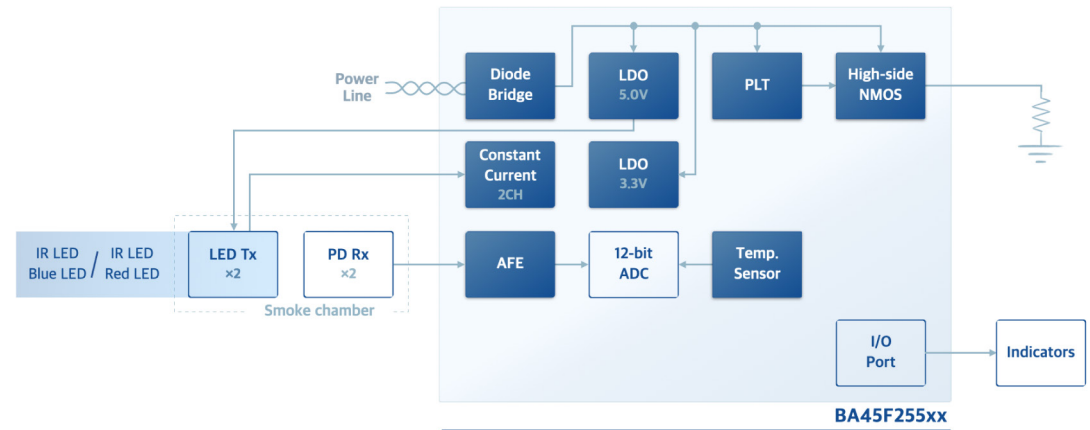 Power
Line
Diode
Bridge
LDO
5.0V
PLT
High-side
NMOS
Constant
Current
2CH
LDO
3.3V
IR LED
Blue LED
/
IR LED
Red LED
LED Tx
×2
PD Rx
×2
Smoke chamber
AFE
12-bit
ADC
Temp.
Sensor
I/O
Port
Indicators
BA45F255xx